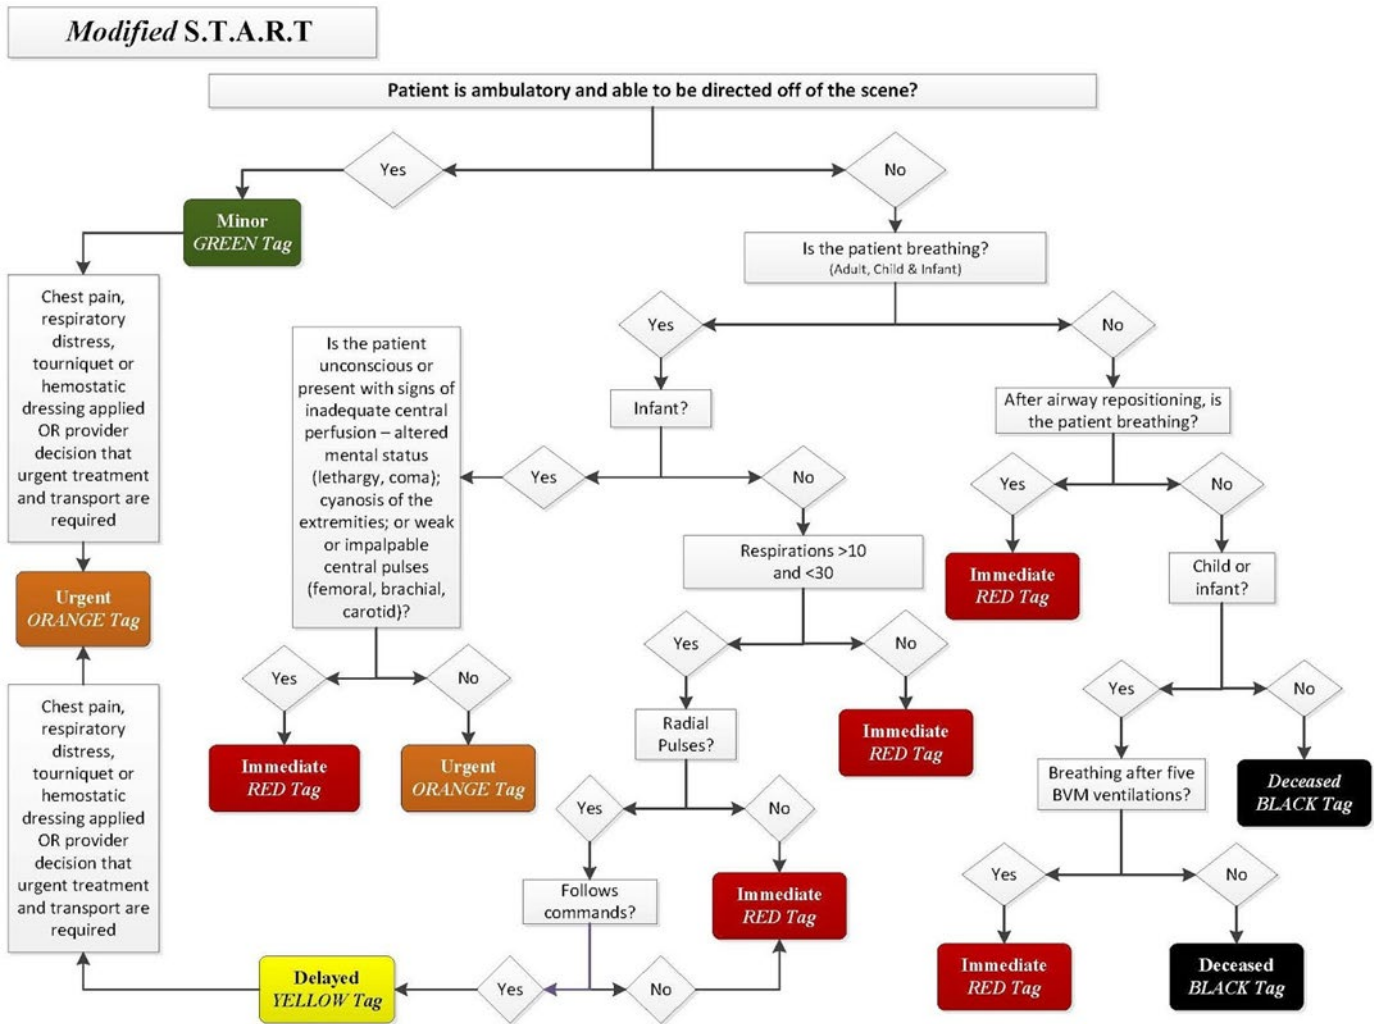 Modified S.T.A.R.T
Patient is ambulatory and able to be directed off of the scene?
Yes
No
Minor
GREEN Tag
Is the patient breathing?
(Adult, Child & Infant)
Chest pain,
respiratory
distress,
tourniquet or
hemostatic
dressing applied
OR provider
decision that
urgent treatment
and transport are
required
Yes
No
Is the patient
unconscious or
present with signs of
inadequate central
perfusion – altered
mental status
(lethargy, coma);
cyanosis of the
extremities; or weak
or impalpable
central pulses
(femoral, brachial,
carotid)?
Infant?
After airway repositioning, is
the patient breathing?
Yes
No
Yes
No
Respirations >10
and <30
Immediate
RED Tag
Child or
infant?
Urgent
ORANGE Tag
Yes
No
Yes
No
Yes
No
Chest pain,
respiratory
distress,
tourniquet or
hemostatic
dressing applied
OR provider
decision that
urgent treatment
and transport are
required
Immediate
RED Tag
Urgent
ORANGE Tag
Radial
Pulses?
Immediate
RED Tag
Breathing after five
BVM ventilations?
Deceased
BLACK Tag
Yes
No
Yes
No
Follows
commands?
Immediate
RED Tag
Immediate
RED Tag
Deceased
BLACK Tag
Delayed
YELLOW Tag
Yes
No